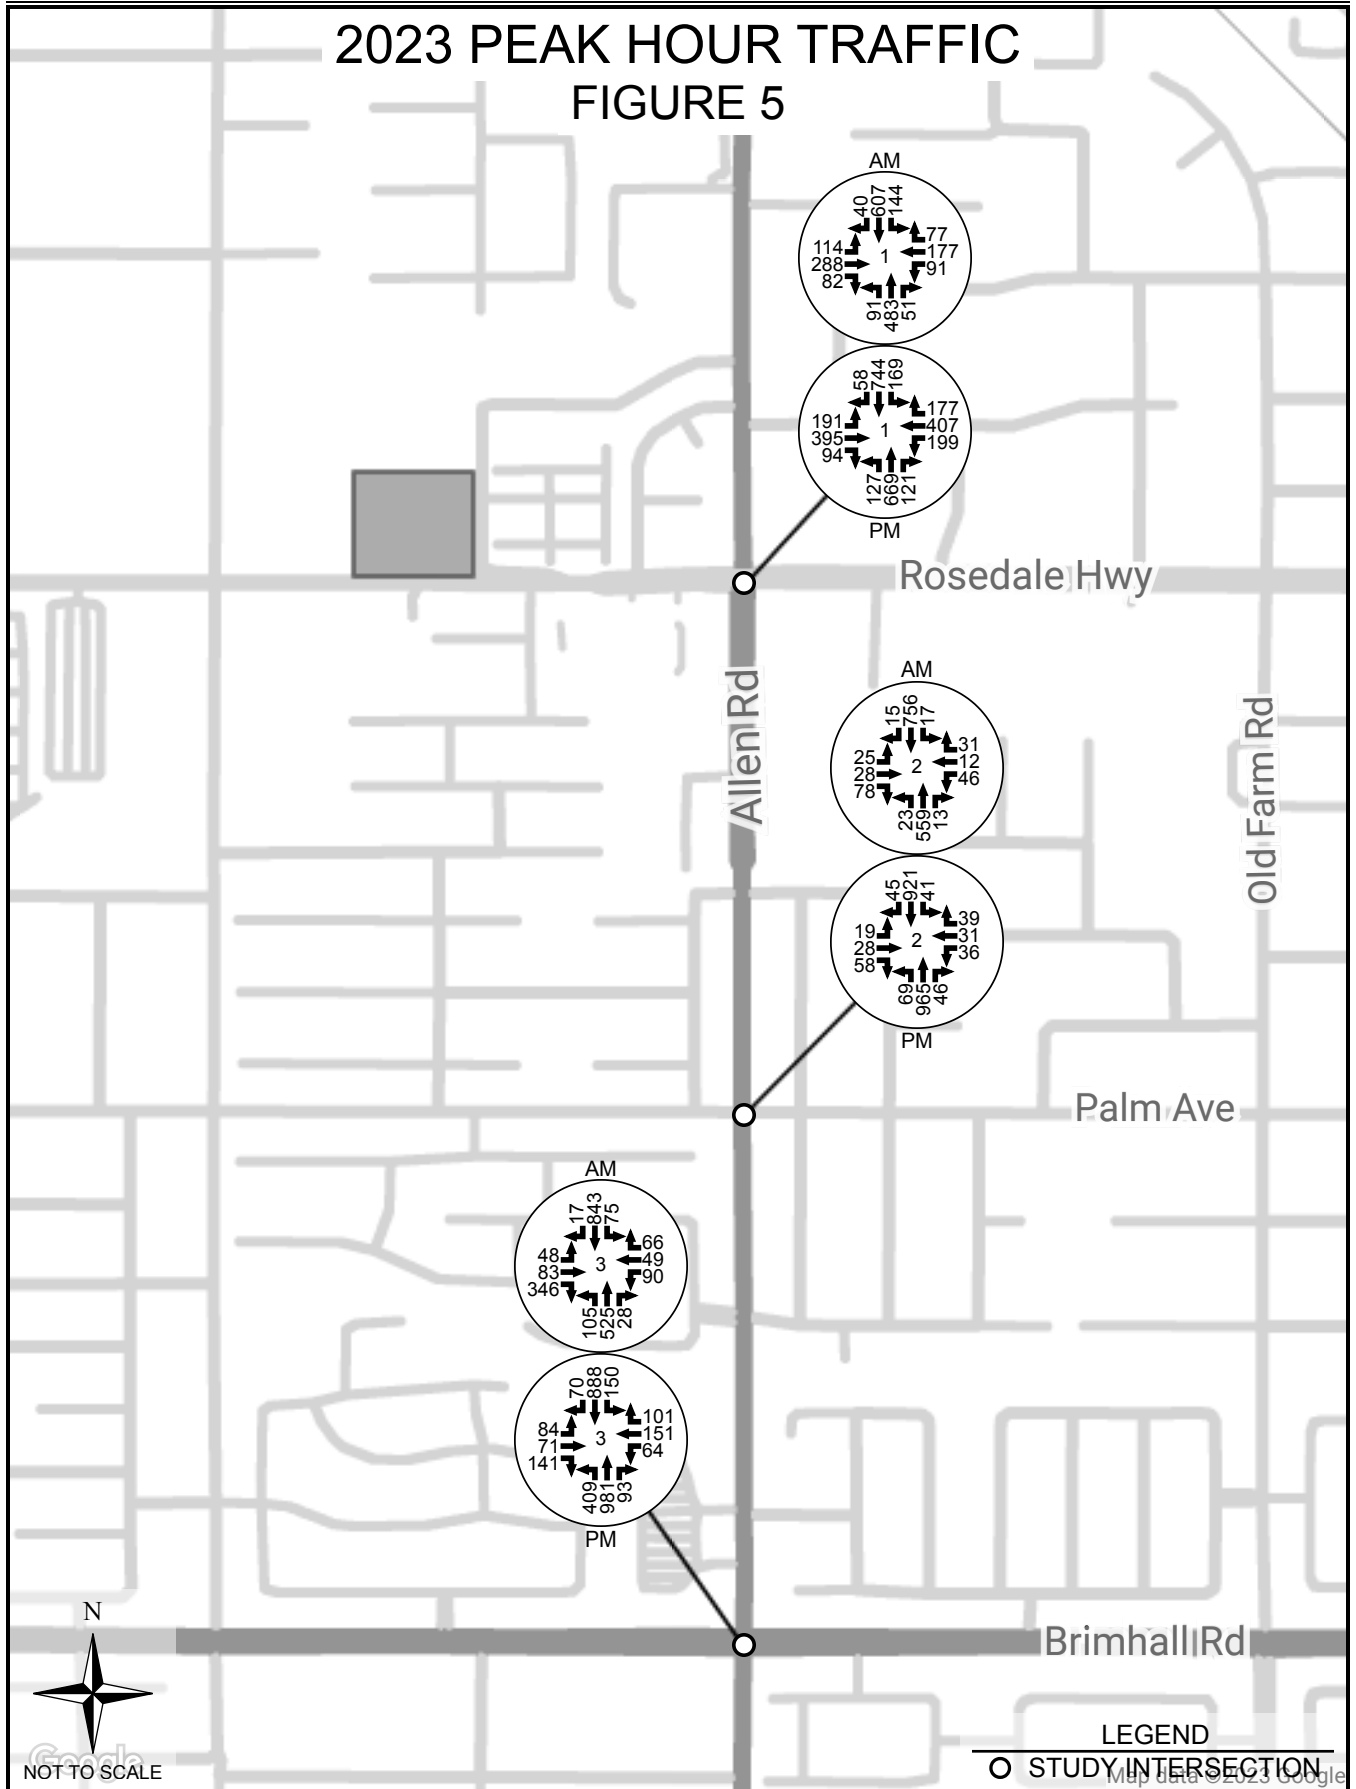 2023 PEAK HOUR TRAFFIC
FIGURE 5
AM
40 607 144
114 288 82
1
77 177 91
91 483 51
58 744 169
191 395 94
1
177 407 199
127 669 121
PM
Rosedale Hwy
Allen Rd
Old Farm Rd
AM
15 756 17
25 28 78
2
31 12 46
23 559 13
45 921 41
19 28 58
2
39 31 36
69 965 46
PM
Palm Ave
AM
17 843 75
48 83 346
3
66 49 90
105 525 28
70 888 150
84 71 141
3
101 151 64
409 981 93
PM
Brimhall Rd
N
Google
NOT TO SCALE
LEGEND
STUDY INTERSECTION
Map data ©2023 Google